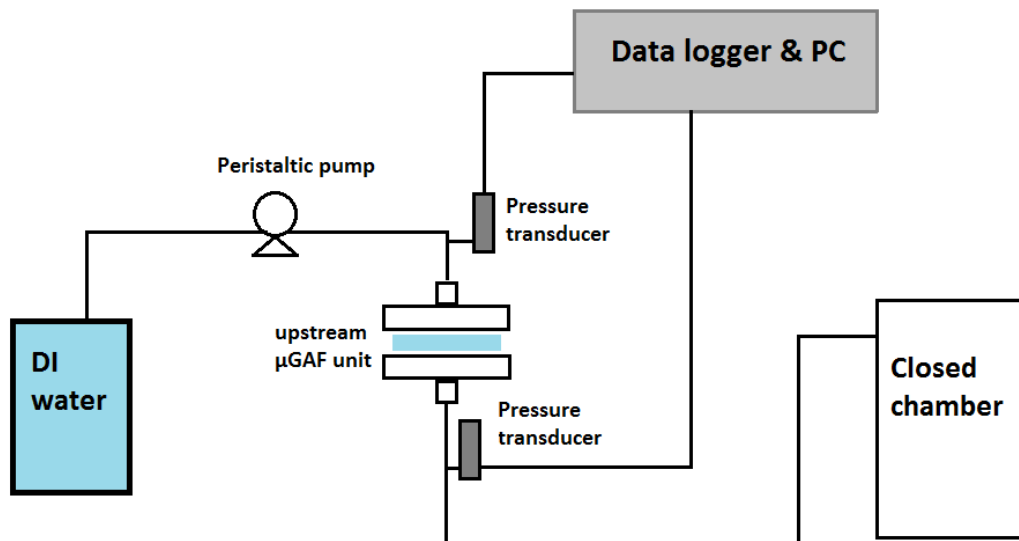 Data logger & PC
Peristaltic pump
Pressure
transducer
upstream
µGAF unit
DI
water
Closed
chamber
Pressure
transducer